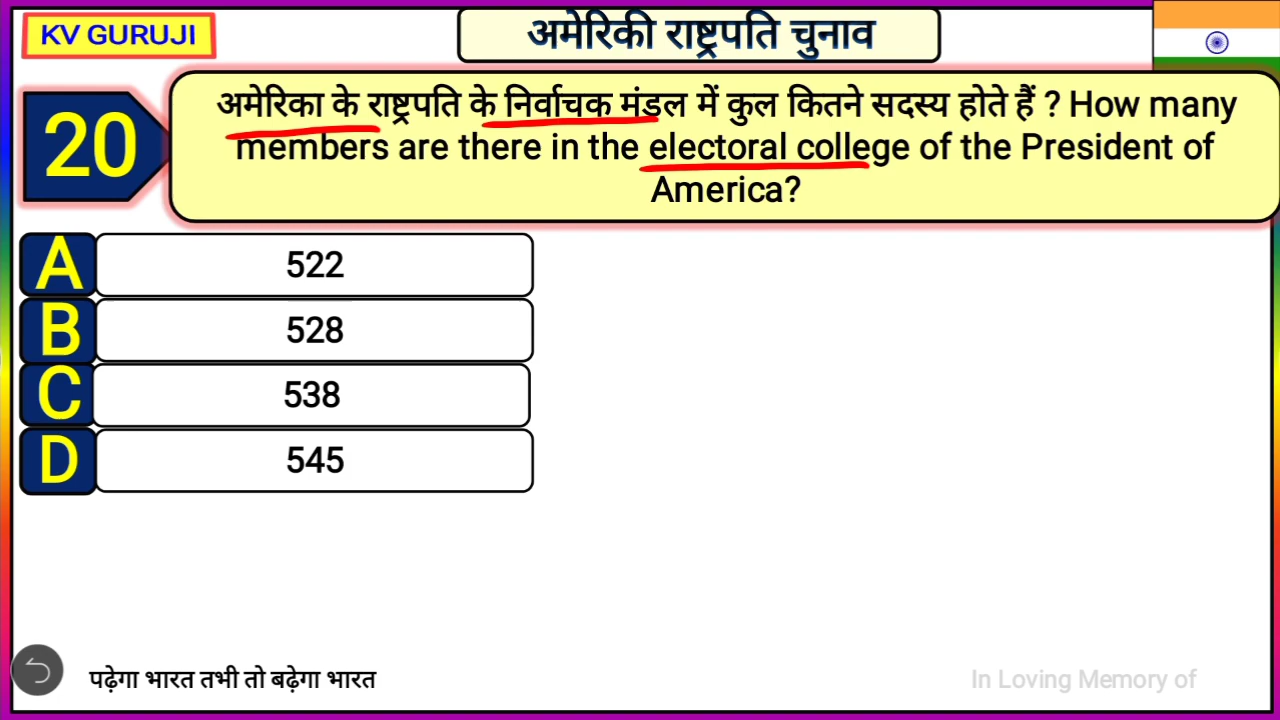 KV GURUJI
अमेरिकी राष्ट्रपति चुनाव
20
अमेरिका के राष्ट्रपति के निर्वाचक मंडल में कुल कितने सदस्य होते हैं ? How many
members are there in the electoral college of the President of
America?
A 522
B 528
C 538
D 545
पढ़ेगा भारत तभी तो बढ़ेगा भारत
In Loving Memory of